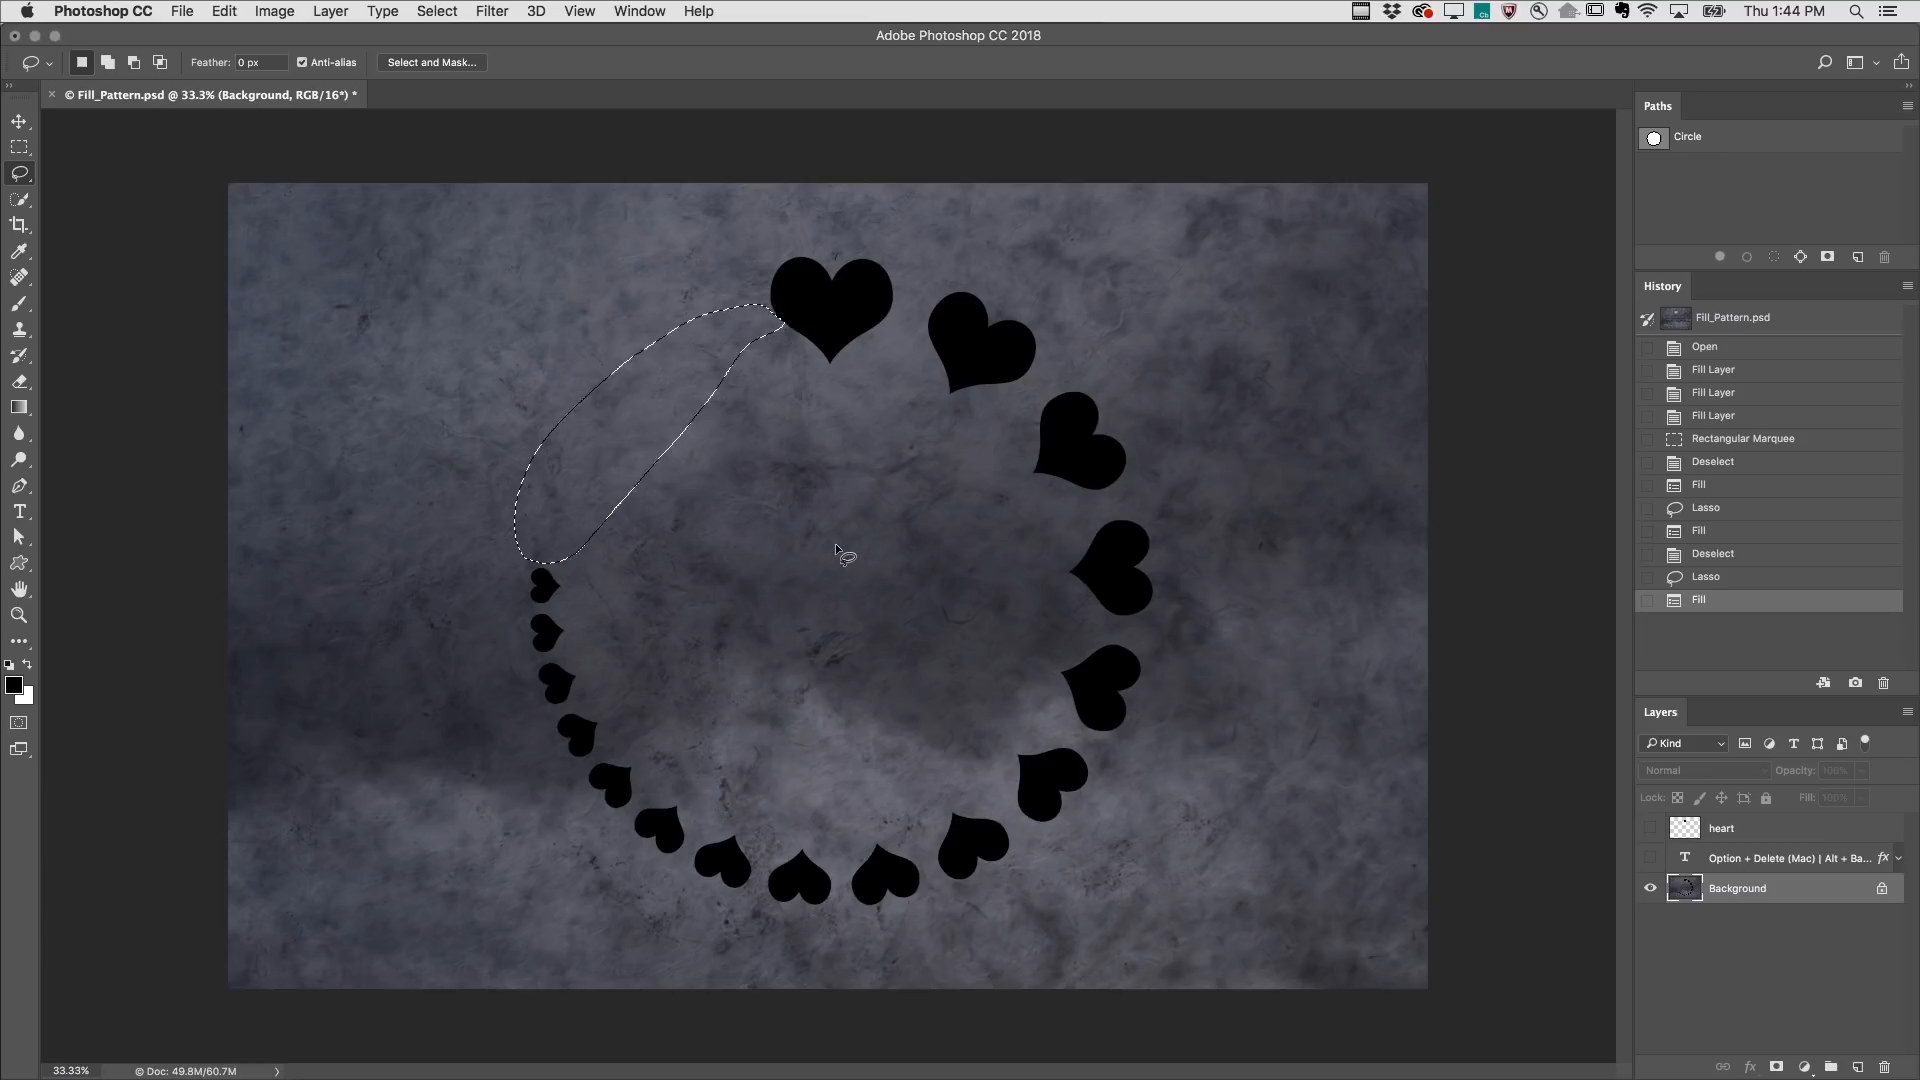 Photoshop CC File Edit Image Layer Type Select Filter 3D View Window Help Thu 1:44 PM
Adobe Photoshop CC 2018
Feather: 0 px Anti-alias Select and Mask...
© Fill_Pattern.psd @ 33.3% (Background, RGB/16*) *
Paths
Circle
History
Fill_Pattern.psd
Open
Fill Layer
Fill Layer
Fill Layer
Rectangular Marquee
Deselect
Fill
Lasso
Fill
Deselect
Lasso
Fill
Layers
Kind
Normal Opacity: 100%
Lock: Fill: 100%
heart
Option + Delete (Mac) | Alt + Ba... fx
Background
33.33% © Doc: 49.8M/60.7M